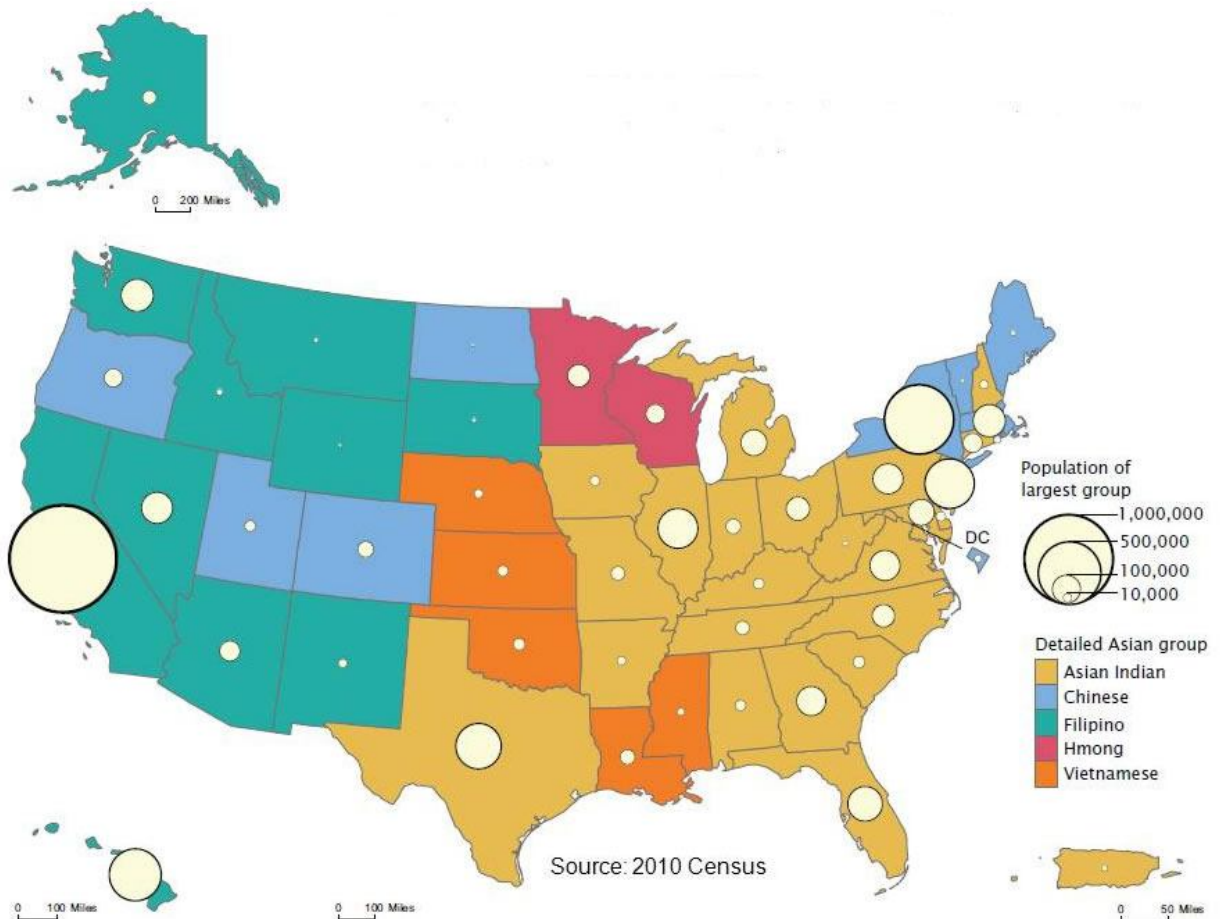 0 200 Miles
Population of
largest group
1,000,000
500,000
100,000
10,000
DC
Detailed Asian group
Asian Indian
Chinese
Filipino
Hmong
Vietnamese
Source: 2010 Census
0 100 Miles
0 100 Miles
0 50 Miles